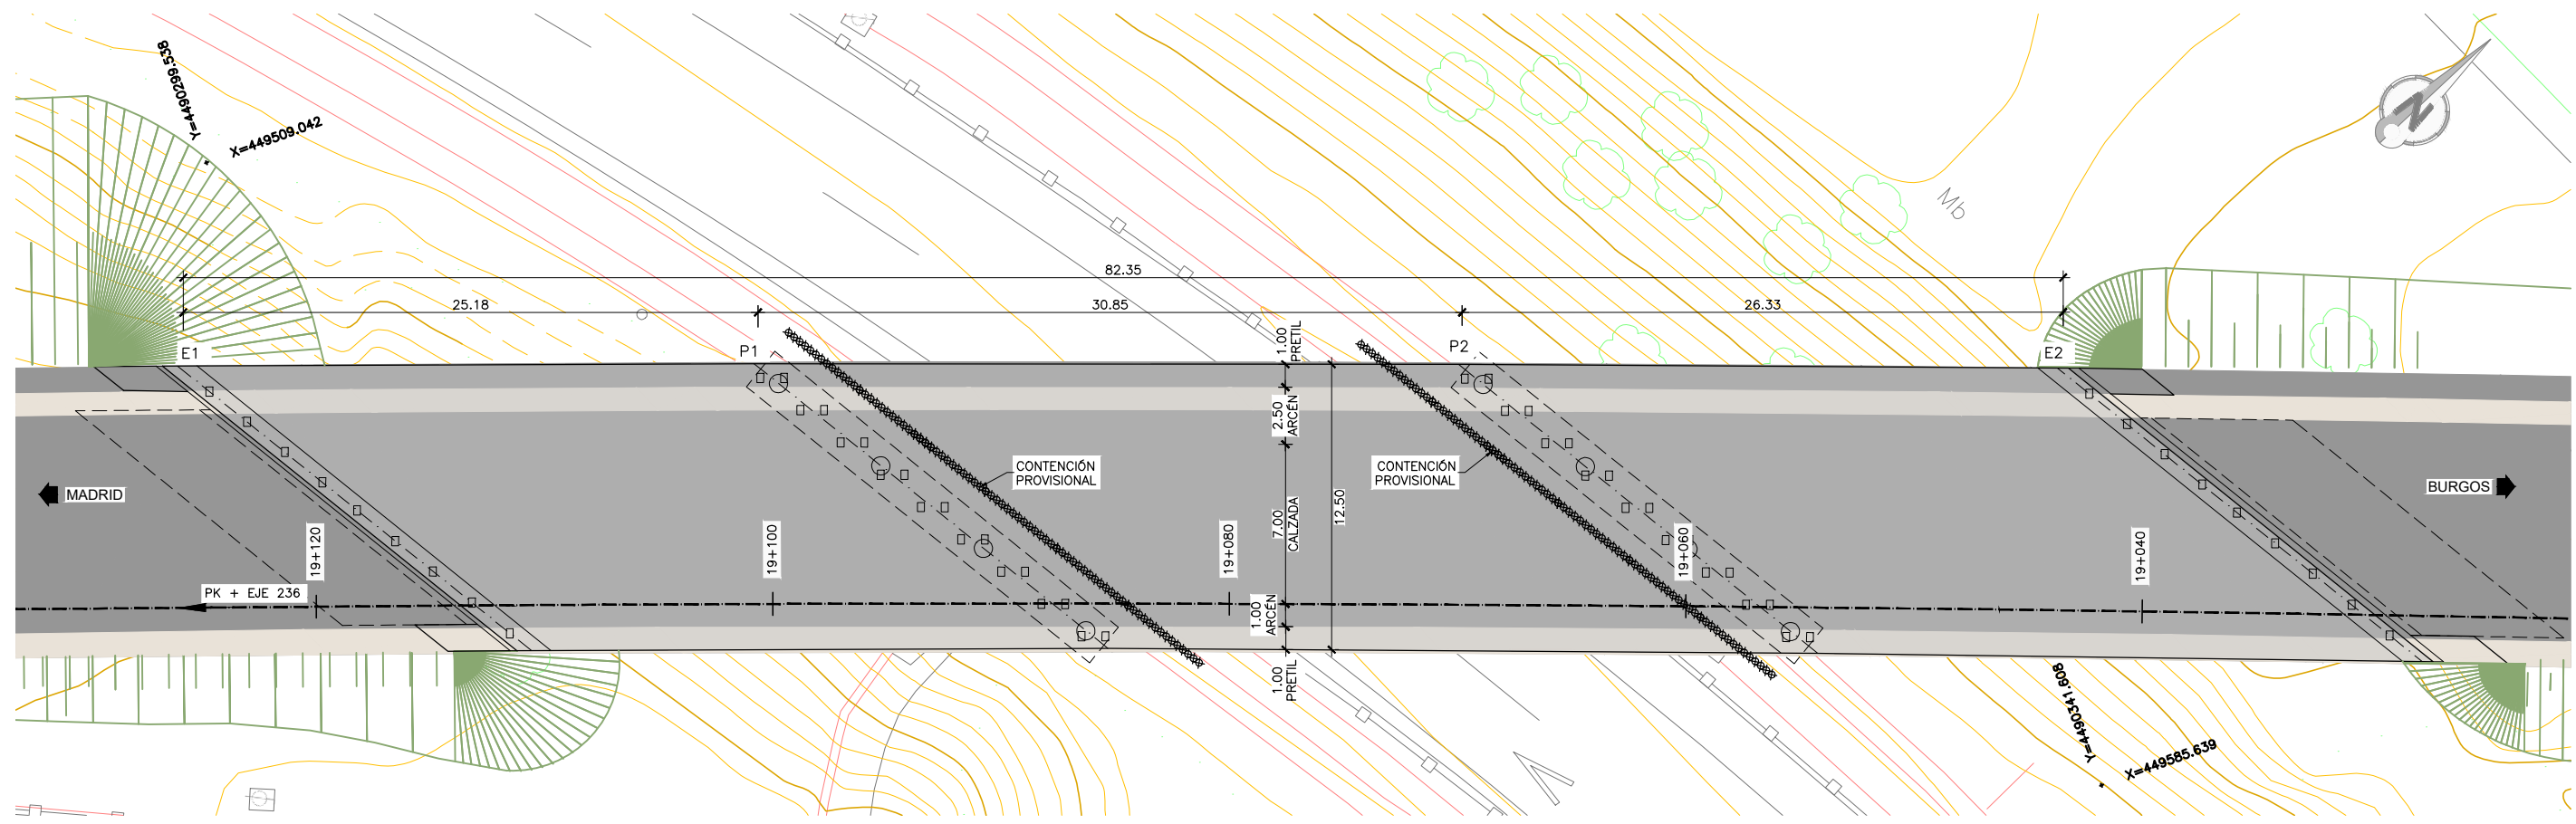 Y=4490299.538
X=449509.042
N
Mb
82.35
25.18
30.85
26.33
E1
P1
P2
E2
1.00
PRETIL
2.50
ARCÉN
7.00
CALZADA
12.50
1.00
ARCÉN
1.00
PRETIL
CONTENCIÓN
PROVISIONAL
CONTENCIÓN
PROVISIONAL
MADRID
BURGOS
19+120
19+100
19+080
19+060
19+040
PK + EJE 236
Y=4490341.608
X=449585.639